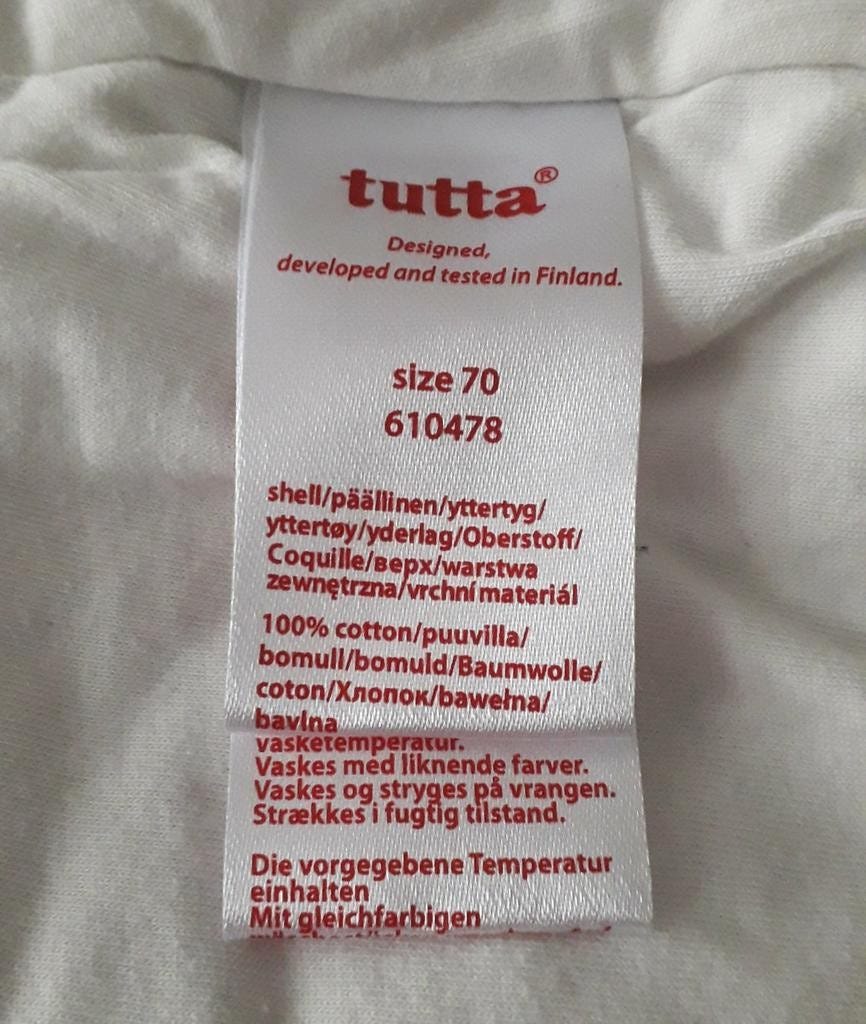 tutta®
Designed,
developed and tested in Finland.
size 70
610478
shell/päällinen/yttertyg/
yttertøy/yderlag/Oberstoff/
Coquille/верх/warstwa
zewnętrzna/vrchní materiál
100% cotton/puuvilla/
bomull/bomuld/Baumwolle/
coton/Хлопок/bawełna/
bavlna
vasketemperatur.
Vaskes med liknende farver.
Vaskes og stryges på vrangen.
Strækkes i fugtig tilstand.
Die vorgegebene Temperatur
einhalten
Mit gleichfarbigen